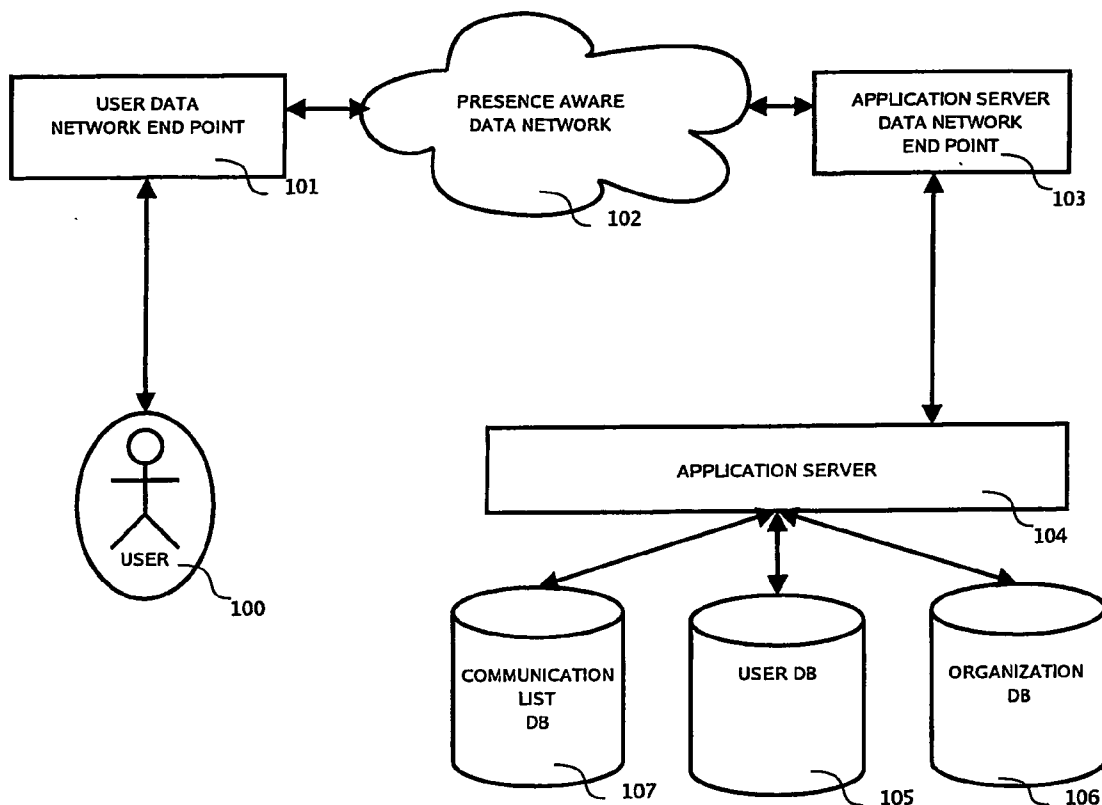 USER DATA
NETWORK END POINT
101
PRESENCE AWARE
DATA NETWORK
102
APPLICATION SERVER
DATA NETWORK
END POINT
103
APPLICATION SERVER
104
USER
100
COMMUNICATION
LIST
DB
107
USER DB
105
ORGANIZATION
DB
106